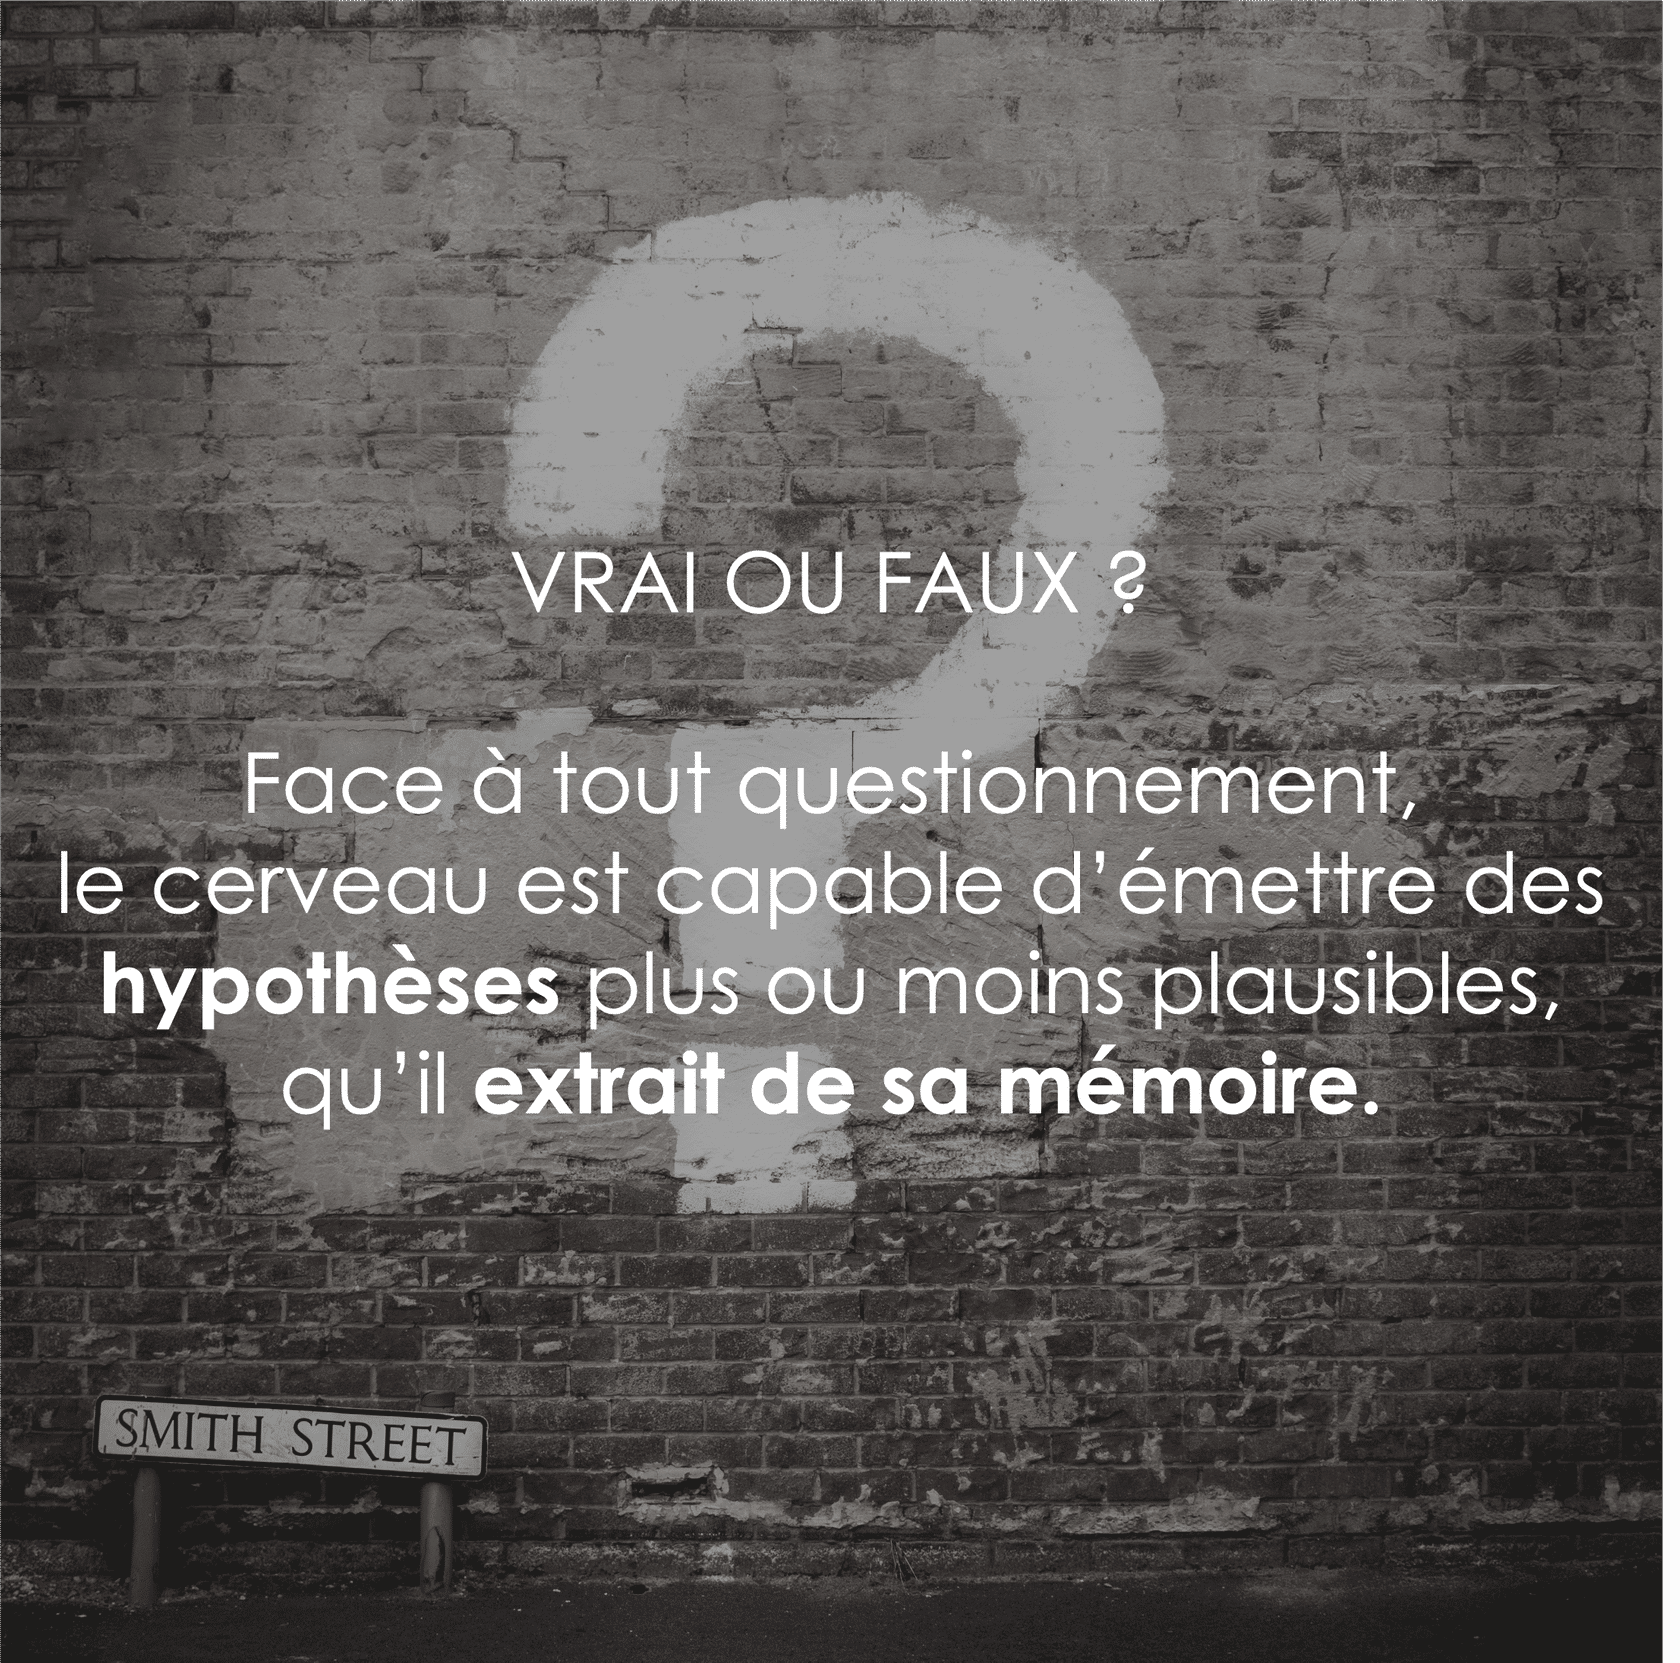 VRAI OU FAUX ?
Face à tout questionnement,
le cerveau est capable d’émettre des
hypothèses plus ou moins plausibles,
qu’il extrait de sa mémoire.
SMITH STREET